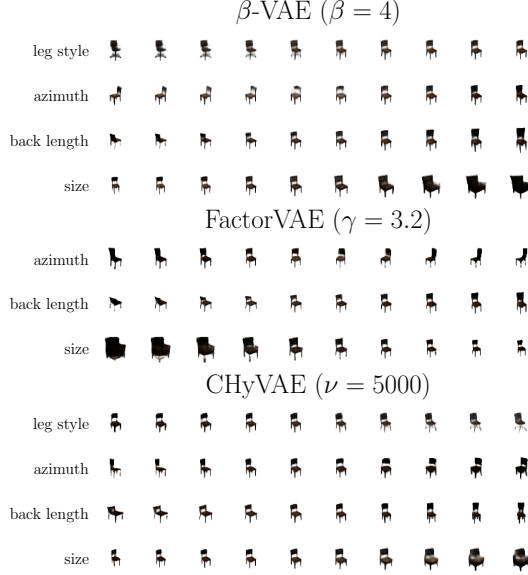 β-VAE (β = 4)
leg style
azimuth
back length
size
FactorVAE (γ = 3.2)
azimuth
back length
size
CHyVAE (ν = 5000)
leg style
azimuth
back length
size